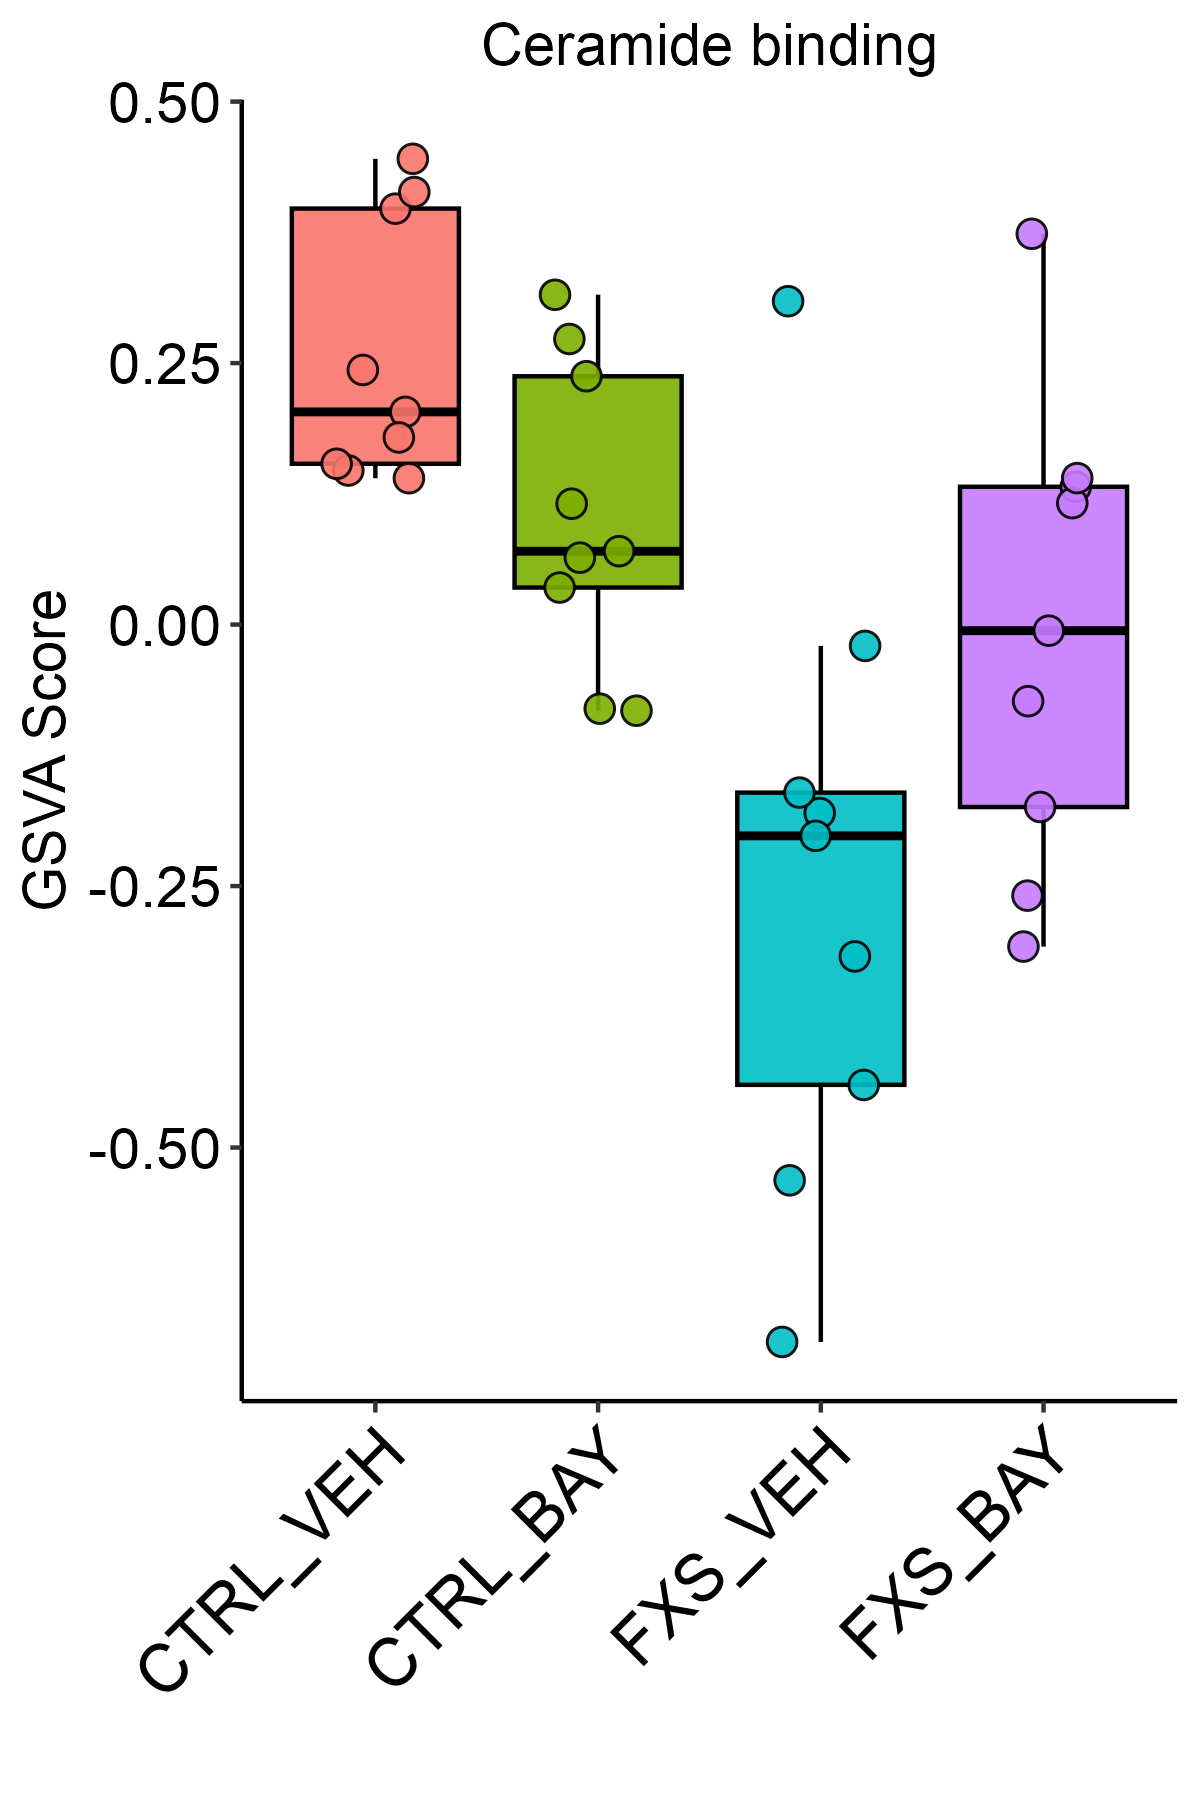 Ceramide binding
GSVA Score
0.50
0.25
0.00
-0.25
-0.50
CTRL_VEH
CTRL_BAY
FXS_VEH
FXS_BAY